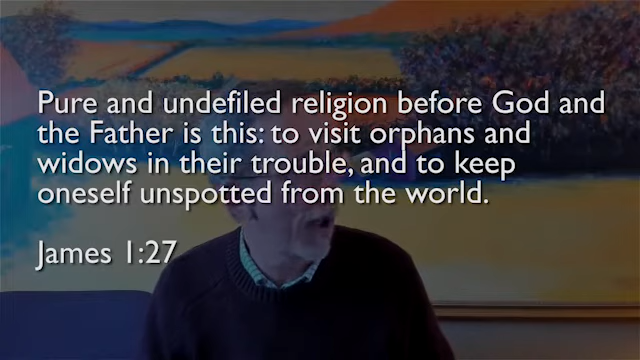 Pure and undefiled religion before God and
the Father is this: to visit orphans and
widows in their trouble, and to keep
oneself unspotted from the world.
James 1:27